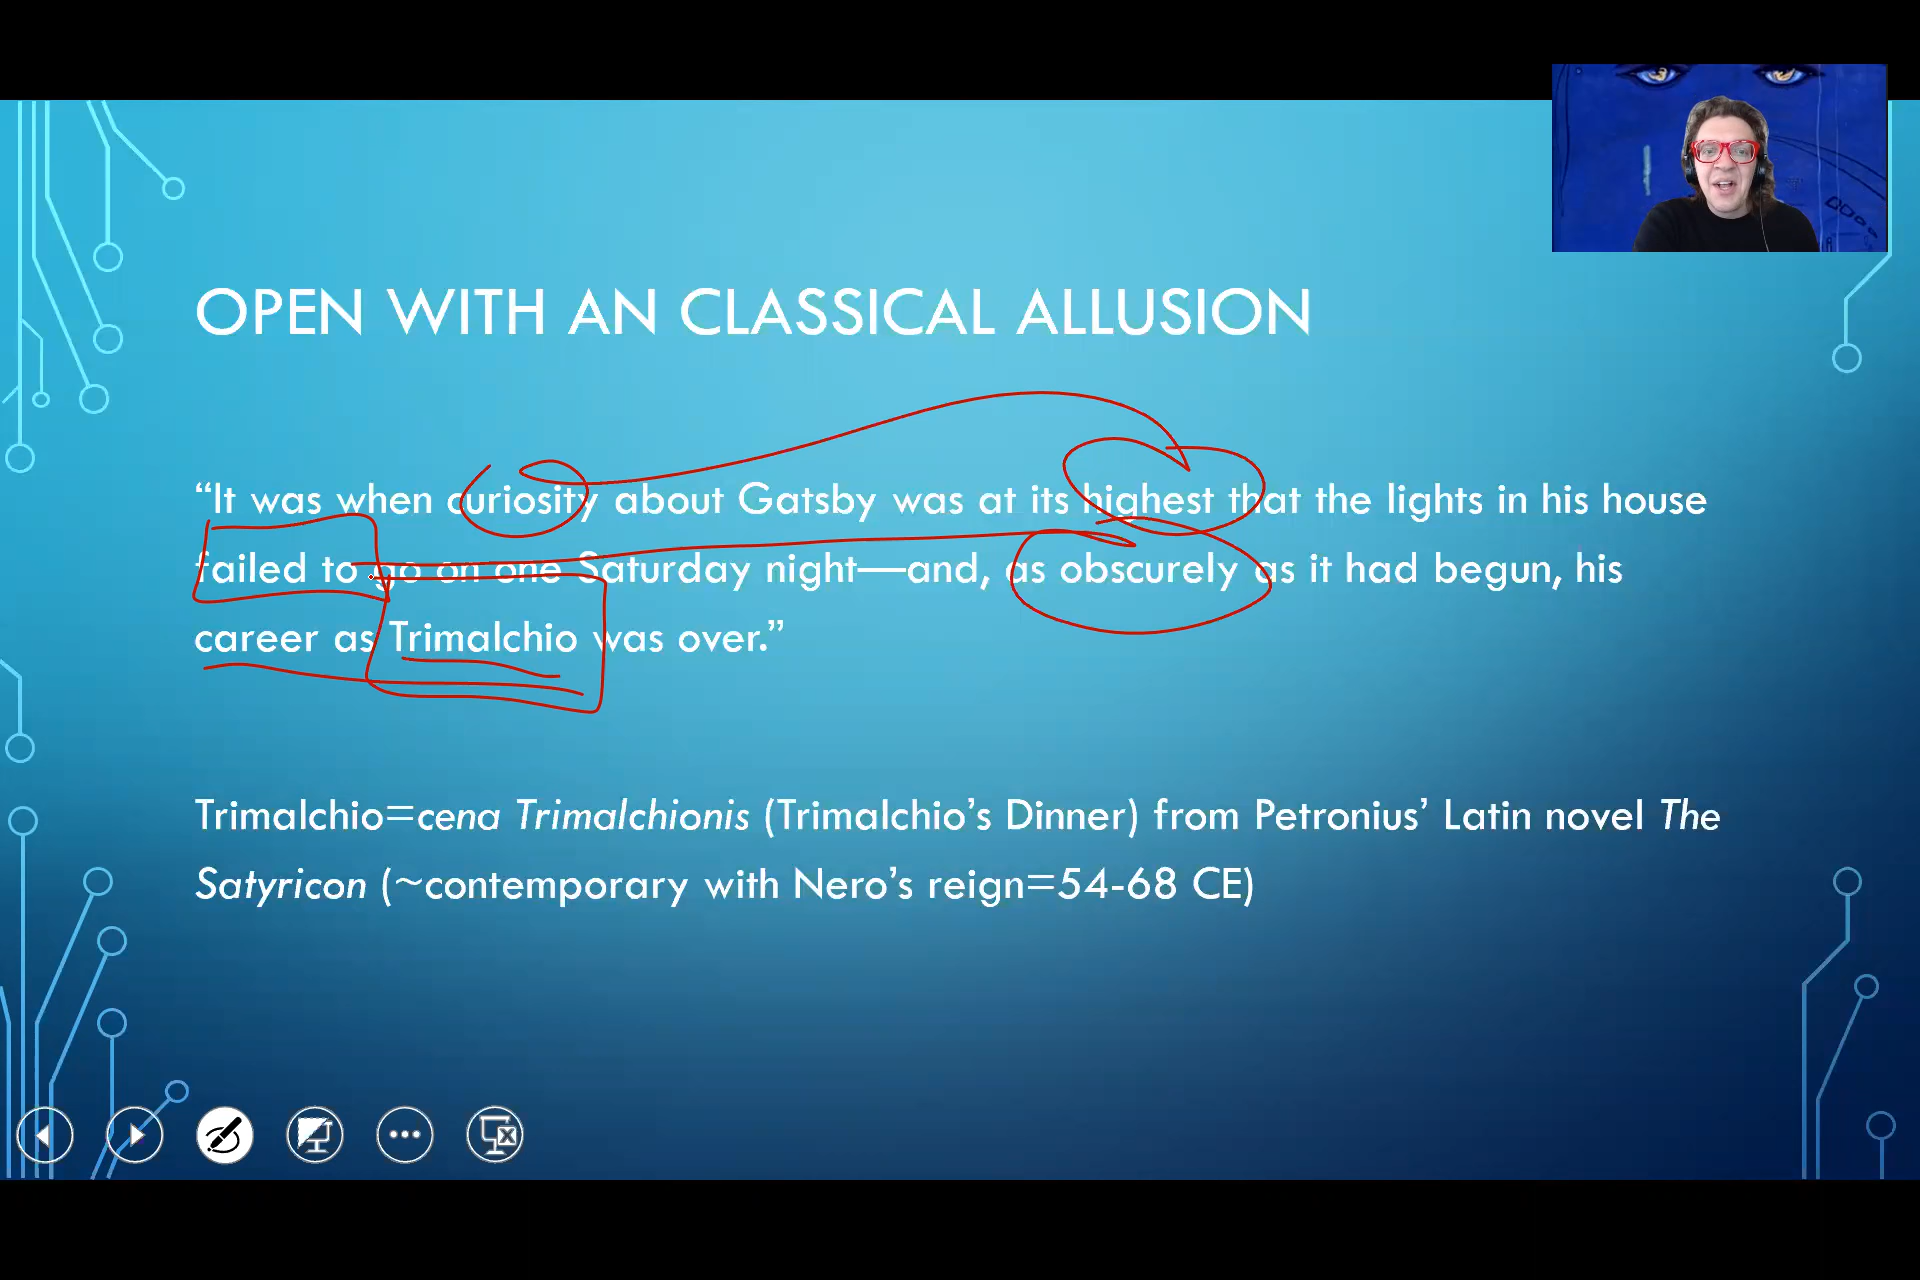 OPEN WITH AN CLASSICAL ALLUSION
“It was when curiosity about Gatsby was at its highest that the lights in his house
failed to go on one Saturday night—and, as obscurely as it had begun, his
career as Trimalchio was over.”
Trimalchio=cena Trimalchionis (Trimalchio’s Dinner) from Petronius’ Latin novel The
Satyricon (~contemporary with Nero’s reign=54-68 CE)